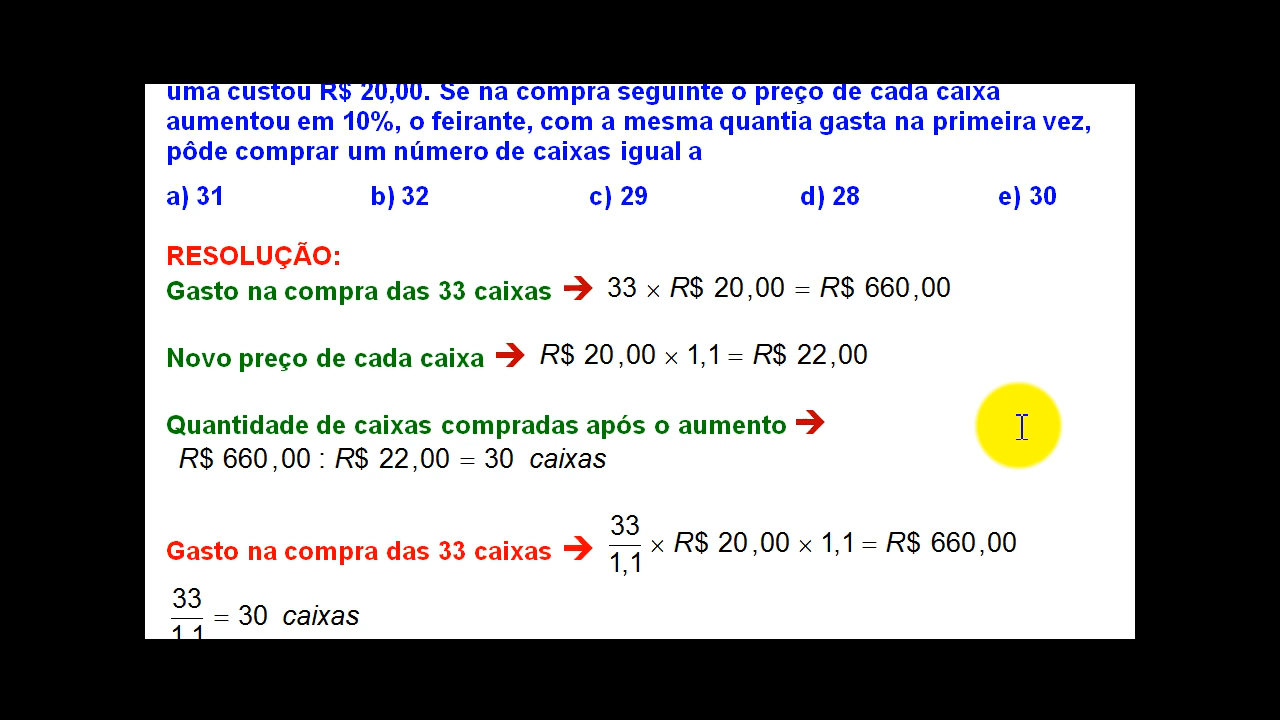 uma custou R$ 20,00. Se na compra seguinte o preço de cada caixa
aumentou em 10%, o feirante, com a mesma quantia gasta na primeira vez,
pôde comprar um número de caixas igual a
a) 31 b) 32 c) 29 d) 28 e) 30
RESOLUÇÃO:
Gasto na compra das 33 caixas ➔ 33 × R$ 20,00 = R$ 660,00
Novo preço de cada caixa ➔ R$ 20,00 × 1,1 = R$ 22,00
Quantidade de caixas compradas após o aumento ➔
R$ 660,00 : R$ 22,00 = 30 caixas
Gasto na compra das 33 caixas ➔ 33/1,1 × R$ 20,00 × 1,1 = R$ 660,00
33/1,1 = 30 caixas